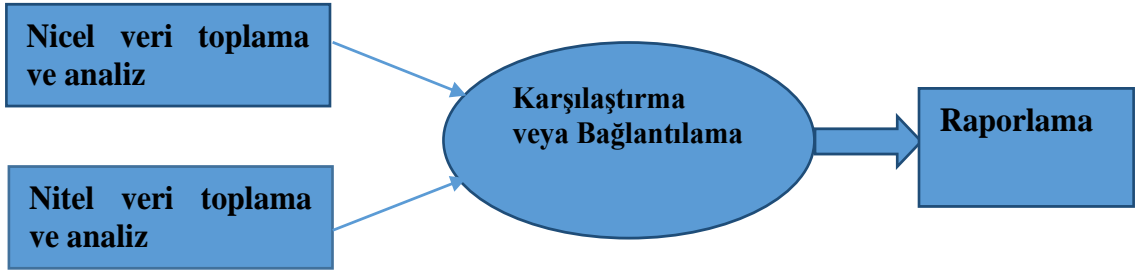 Nicel veri toplama
ve analiz
Karşılaştırma
veya Bağlantılama
Raporlama
Nitel veri toplama
ve analiz